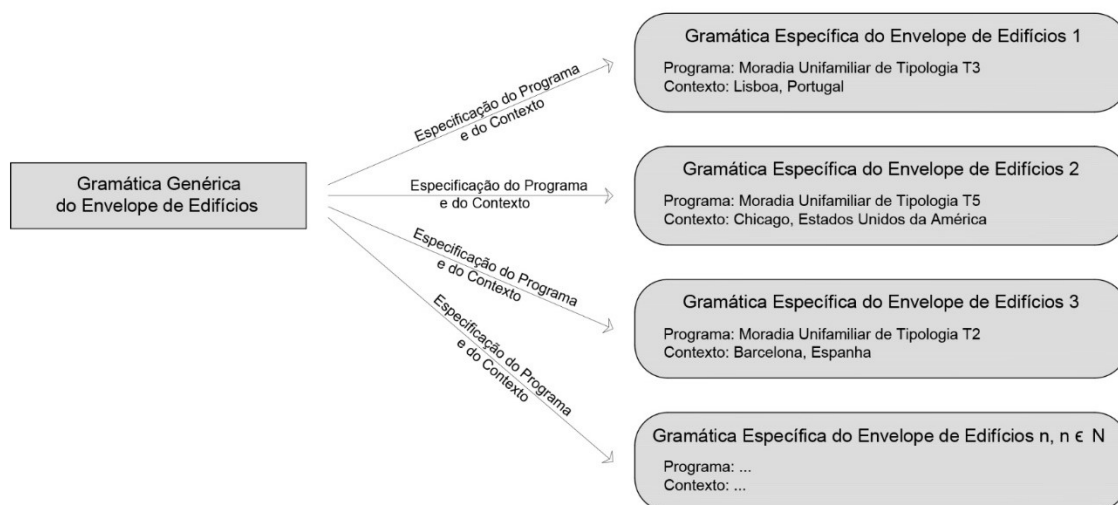 Gramática Genérica
do Envelope de Edifícios
Especificação do Programa
e do Contexto
Gramática Específica do Envelope de Edifícios 1
Programa: Moradia Unifamiliar de Tipologia T3
Contexto: Lisboa, Portugal
Especificação do Programa
e do Contexto
Gramática Específica do Envelope de Edifícios 2
Programa: Moradia Unifamiliar de Tipologia T5
Contexto: Chicago, Estados Unidos da América
Especificação do Programa
e do Contexto
Gramática Específica do Envelope de Edifícios 3
Programa: Moradia Unifamiliar de Tipologia T2
Contexto: Barcelona, Espanha
Especificação do Programa
e do Contexto
Gramática Específica do Envelope de Edifícios n, n ϵ N
Programa: ...
Contexto: ...